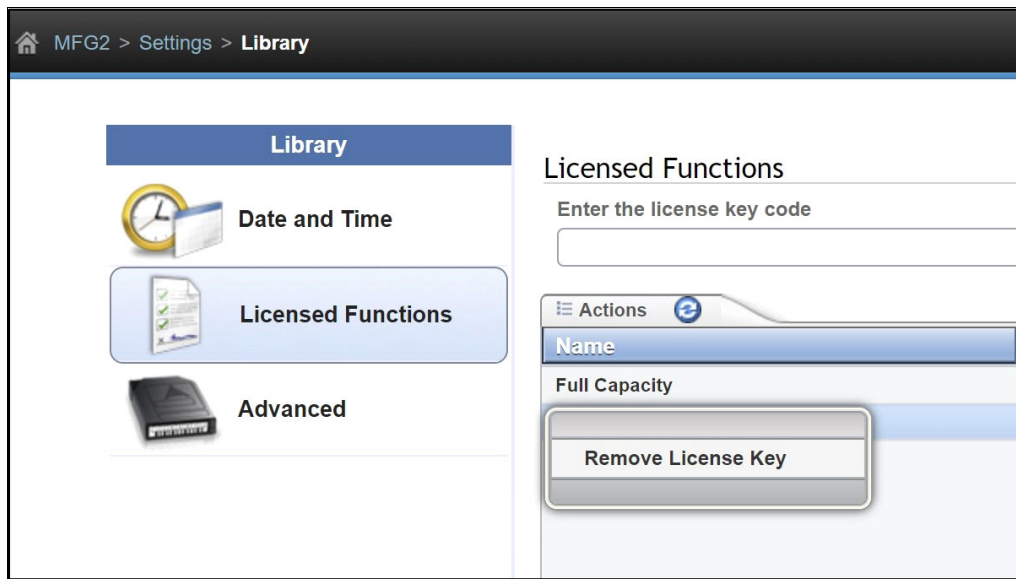 MFG2 > Settings > Library
Library
Date and Time
Licensed Functions
Advanced
Licensed Functions
Enter the license key code
Actions
Name
Full Capacity
Remove License Key